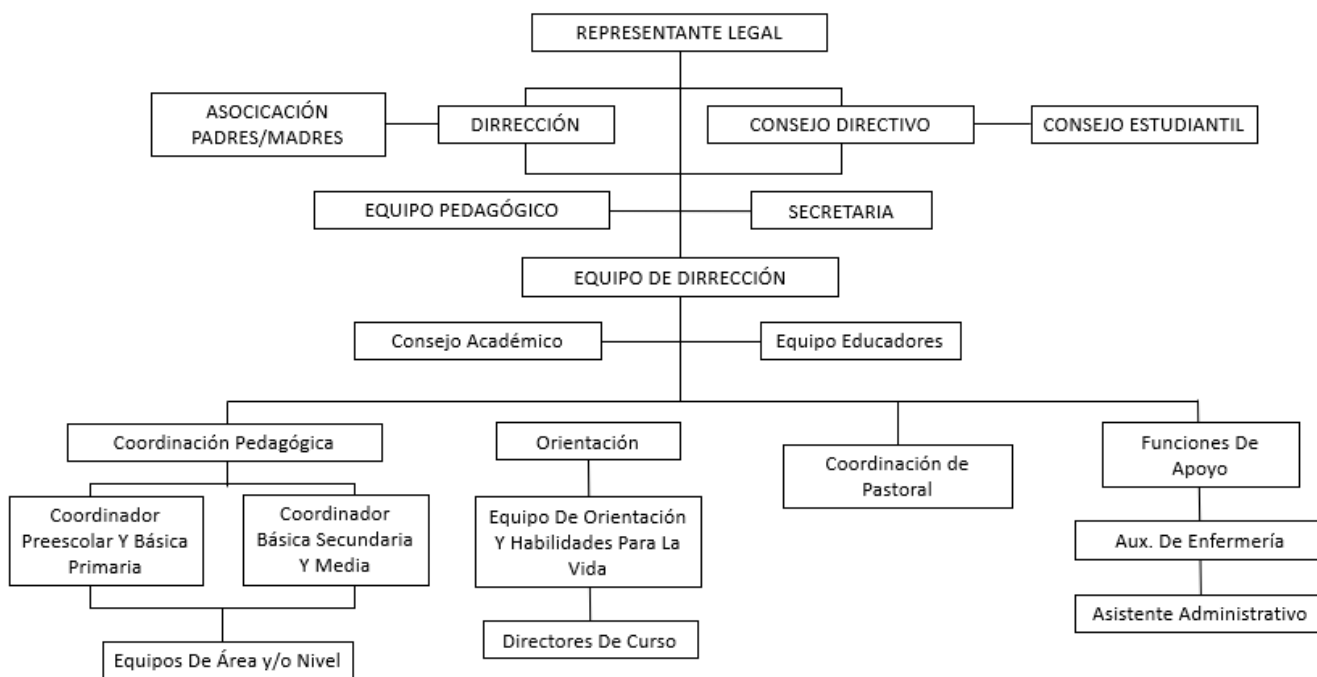 REPRESENTANTE LEGAL
ASOCICACIÓN
PADRES/MADRES
DIRRECCIÓN
CONSEJO DIRECTIVO
CONSEJO ESTUDIANTIL
EQUIPO PEDAGÓGICO
SECRETARIA
EQUIPO DE DIRRECCIÓN
Consejo Académico
Equipo Educadores
Coordinación Pedagógica
Orientación
Coordinación de
Pastoral
Funciones De
Apoyo
Coordinador
Preescolar Y Básica
Primaria
Coordinador
Básica Secundaria
Y Media
Equipo De Orientación
Y Habilidades Para La
Vida
Aux. De Enfermería
Asistente Administrativo
Directores De Curso
Equipos De Área y/o Nivel